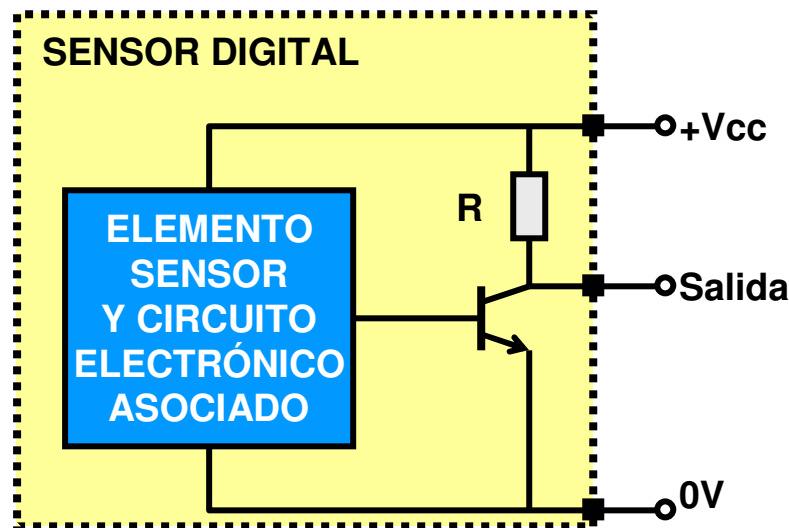 SENSOR DIGITAL
+Vcc
R
ELEMENTO
SENSOR
Y CIRCUITO
ELECTRÓNICO
ASOCIADO
Salida
0V